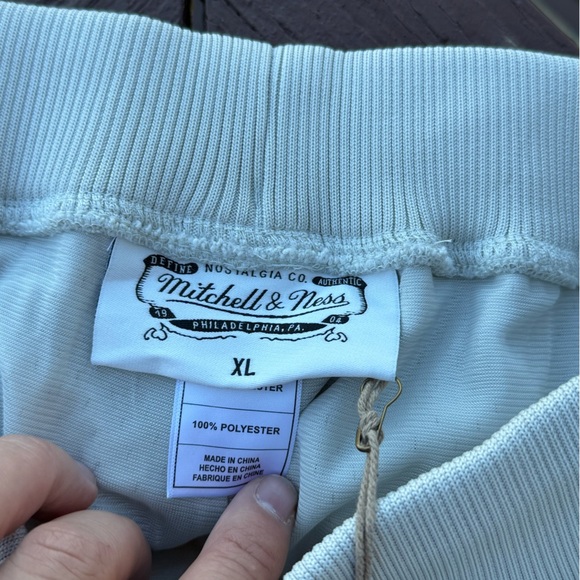 DEFINE NOSTALGIA CO. AUTHENTIC
Mitchell & Ness
19 04
PHILADELPHIA, PA.
XL
100% POLYESTER
MADE IN CHINA
HECHO EN CHINA
FABRIQUE EN CHINE